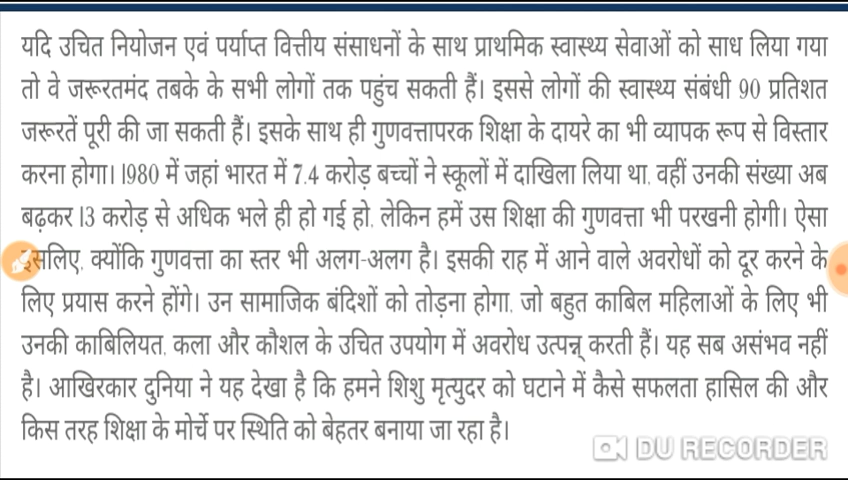 यदि उचित नियोजन एवं पर्याप्त वित्तीय संसाधनों के साथ प्राथमिक स्वास्थ्य सेवाओं को साध लिया गया
तो वे जरूरतमंद तबके के सभी लोगों तक पहुंच सकती हैं। इससे लोगों की स्वास्थ्य संबंधी 90 प्रतिशत
जरूरतें पूरी की जा सकती हैं। इसके साथ ही गुणवत्तापरक शिक्षा के दायरे का भी व्यापक रूप से विस्तार
करना होगा। 1980 में जहां भारत में 7.4 करोड़ बच्चों ने स्कूलों में दाखिला लिया था, वहीं उनकी संख्या अब
बढ़कर 13 करोड़ से अधिक भले ही हो गई हो, लेकिन हमें उस शिक्षा की गुणवत्ता भी परखनी होगी। ऐसा
इसलिए, क्योंकि गुणवत्ता का स्तर भी अलग-अलग है। इसकी राह में आने वाले अवरोधों को दूर करने के
लिए प्रयास करने होंगे। उन सामाजिक बंदिशों को तोड़ना होगा, जो बहुत काबिल महिलाओं के लिए भी
उनकी काबिलियत, कला और कौशल के उचित उपयोग में अवरोध उत्पन्न् करती हैं। यह सब असंभव नहीं
है। आखिरकार दुनिया ने यह देखा है कि हमने शिशु मृत्युदर को घटाने में कैसे सफलता हासिल की और
किस तरह शिक्षा के मोर्चे पर स्थिति को बेहतर बनाया जा रहा है।
DU RECORDER